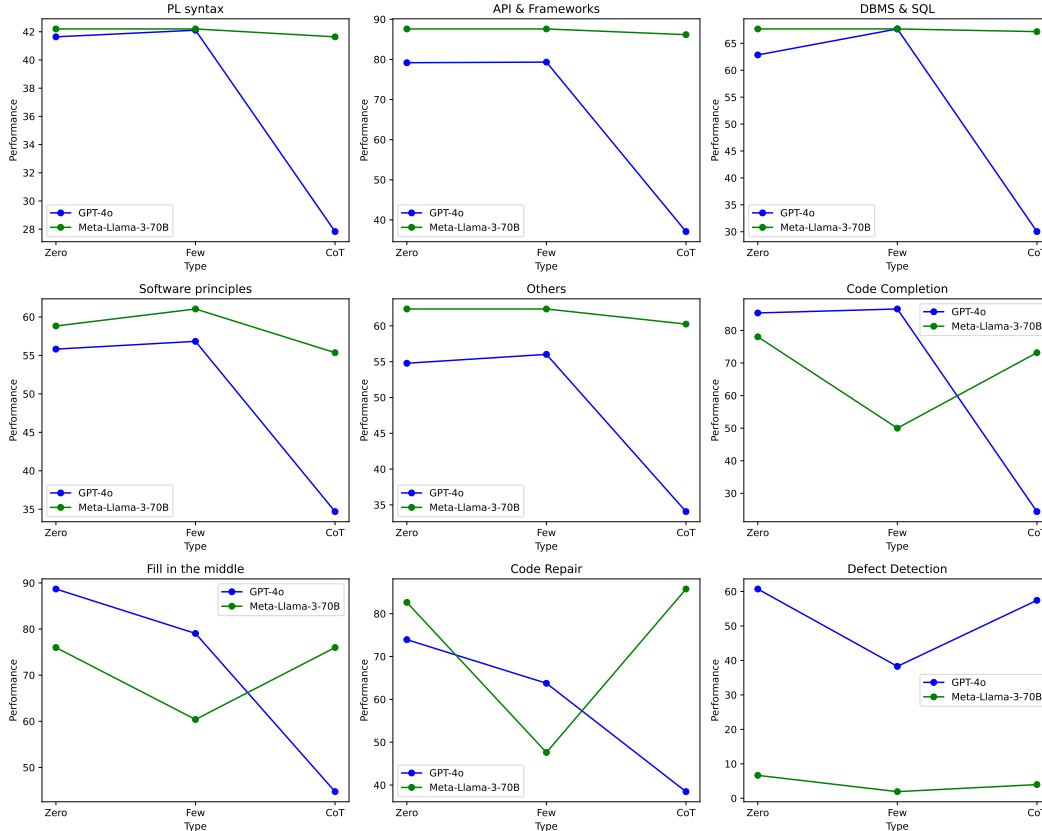 PL syntax
42
40
38
36
34
32
30
28
Performance
GPT-4o
Meta-Llama-3-70B
Zero
Few
CoT
Type
API & Frameworks
90
80
70
60
50
40
Performance
GPT-4o
Meta-Llama-3-70B
Zero
Few
CoT
Type
DBMS & SQL
65
60
55
50
45
40
35
30
Performance
GPT-4o
Meta-Llama-3-70B
Zero
Few
CoT
Type
Software principles
60
55
50
45
40
35
Performance
GPT-4o
Meta-Llama-3-70B
Zero
Few
CoT
Type
Others
60
55
50
45
40
35
Performance
GPT-4o
Meta-Llama-3-70B
Zero
Few
CoT
Type
Code Completion
80
70
60
50
40
30
Performance
GPT-4o
Meta-Llama-3-70B
Zero
Few
CoT
Type
Fill in the middle
90
80
70
60
50
Performance
GPT-4o
Meta-Llama-3-70B
Zero
Few
CoT
Type
Code Repair
80
70
60
50
40
Performance
GPT-4o
Meta-Llama-3-70B
Zero
Few
CoT
Type
Defect Detection
60
50
40
30
20
10
0
Performance
GPT-4o
Meta-Llama-3-70B
Zero
Few
CoT
Type